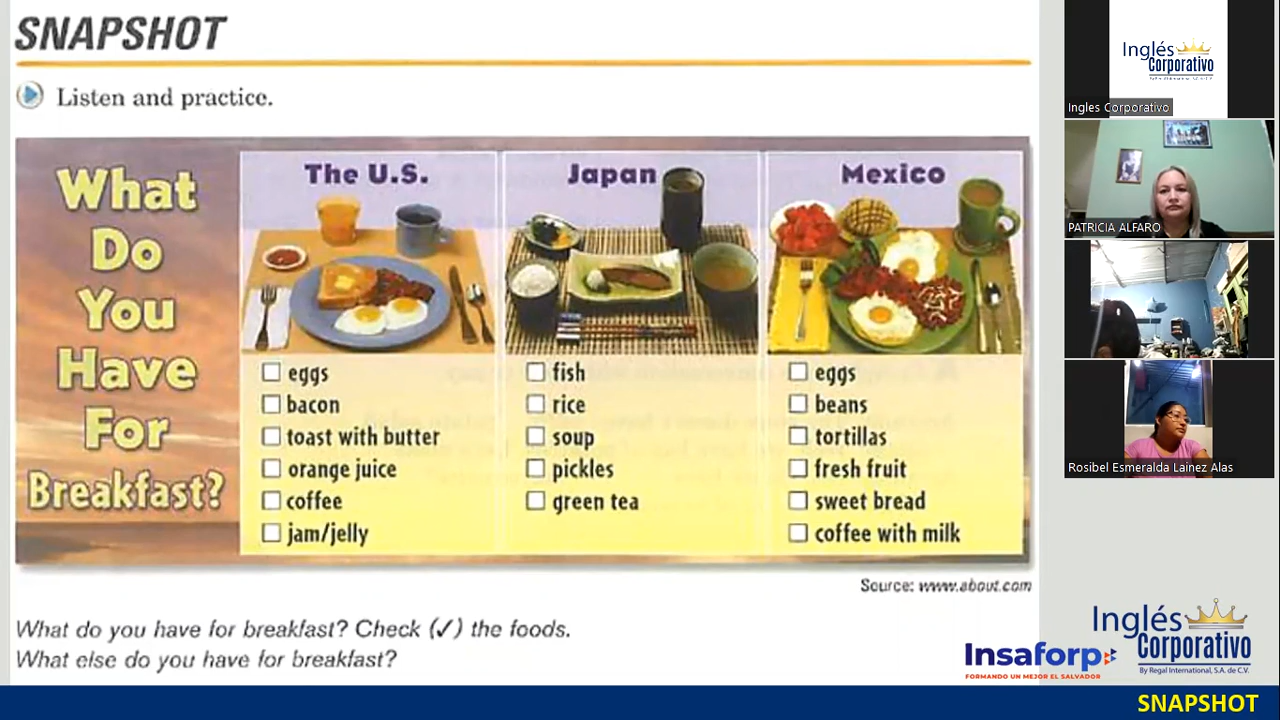 SNAPSHOT
Listen and practice.
What
Do
You
Have
For
Breakfast?
The U.S.
eggs
bacon
toast with butter
orange juice
coffee
jam/jelly
Japan
fish
rice
soup
pickles
green tea
Mexico
eggs
beans
tortillas
fresh fruit
sweet bread
coffee with milk
Source: www.about.com
What do you have for breakfast? Check (✓) the foods.
What else do you have for breakfast?
Insaforp
FORMANDO UN MEJOR EL SALVADOR
Inglés
Corporativo
By Regal International, S.A. de C.V.
SNAPSHOT
Inglés
Corporativo
Ingles Corporativo
PATRICIA ALFARO
Rosibel Esmeralda Lainez Alas